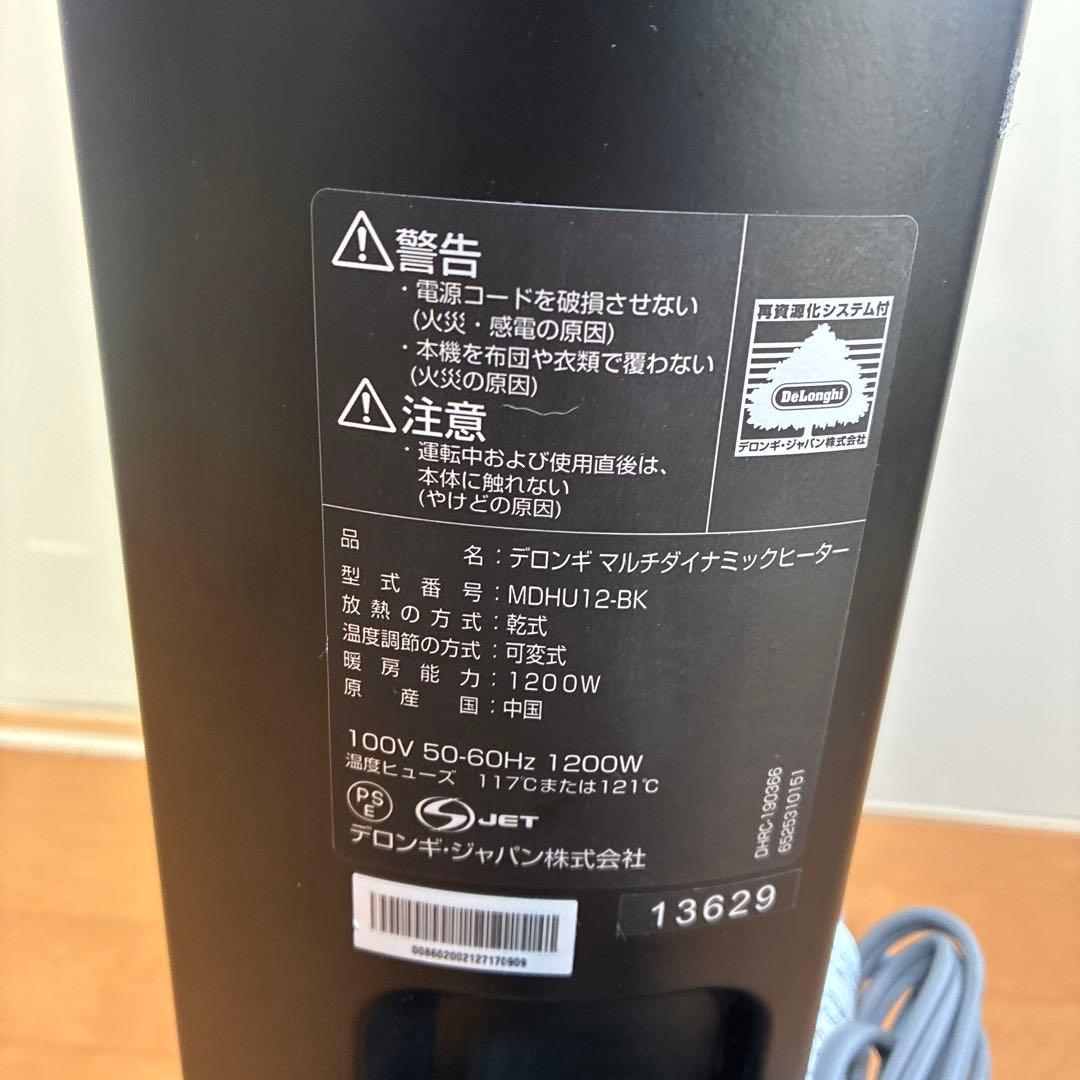 警告
・電源コードを破損させない
(火災・感電の原因)
・本機を布団や衣類で覆わない
(火災の原因)
注意
・運転中および使用直後は、
本体に触れない
(やけどの原因)
再資源化システム付
DeLonghi
デロンギ・ジャパン株式会社
品名:デロンギ マルチダイナミックヒーター
型式番号:MDHU12-BK
放熱の方式:乾式
温度調節の方式:可変式
暖房能力:1200W
原産国:中国
100V 50-60Hz 1200W
温度ヒューズ 117℃または121℃
PSE
JET
デロンギ・ジャパン株式会社
DHRC-190366
6525310151
13629
008602002127170909